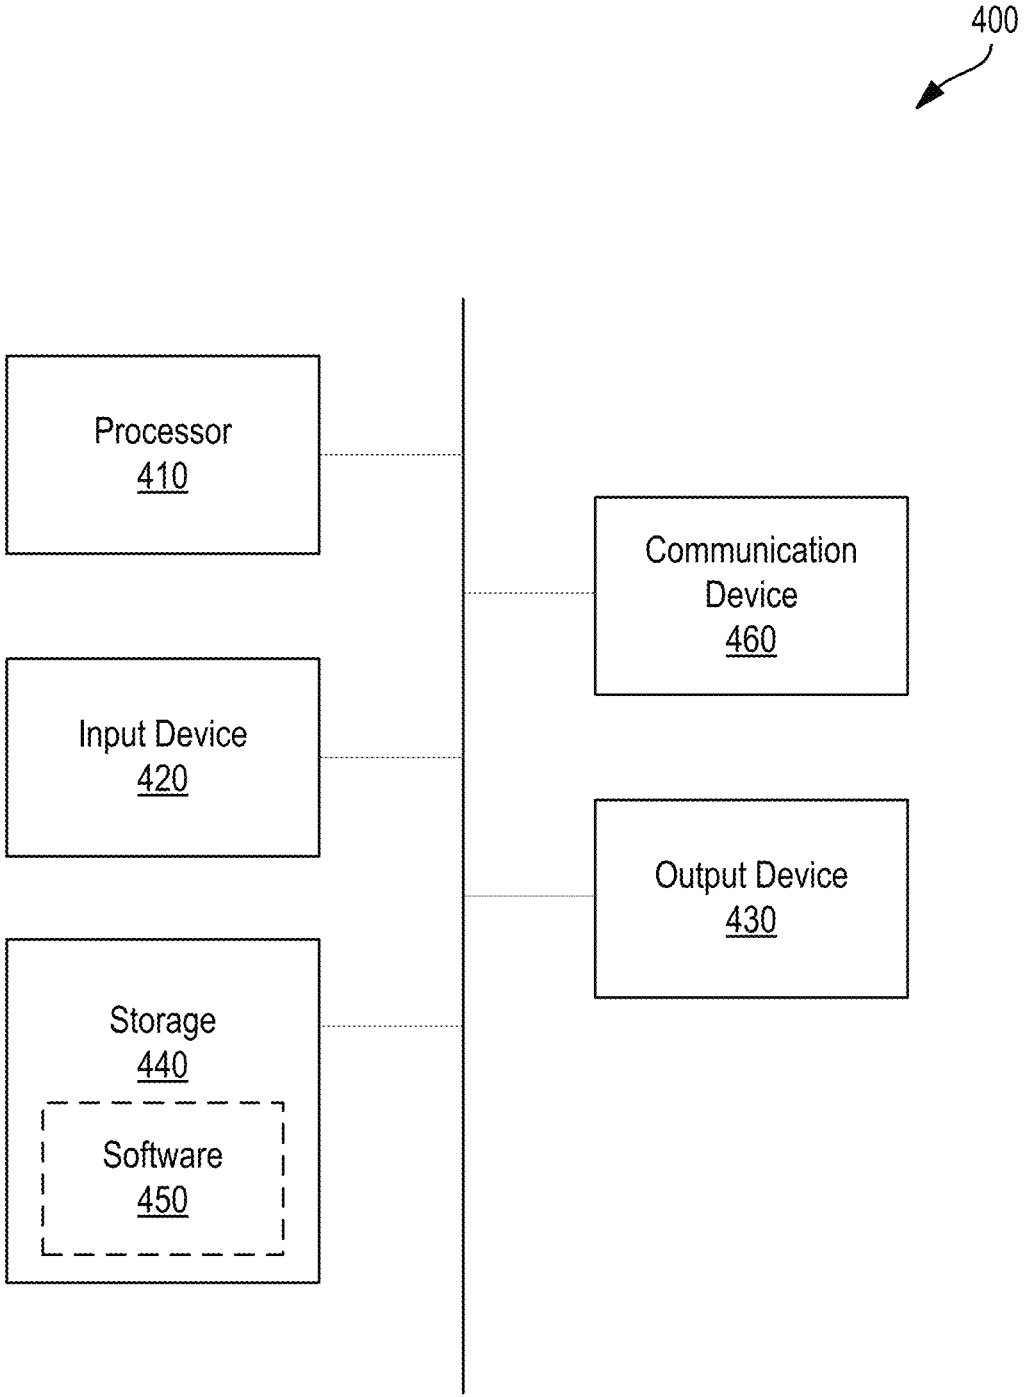 400
Processor
410
Communication
Device
460
Input Device
420
Output Device
430
Storage
440
Software
450